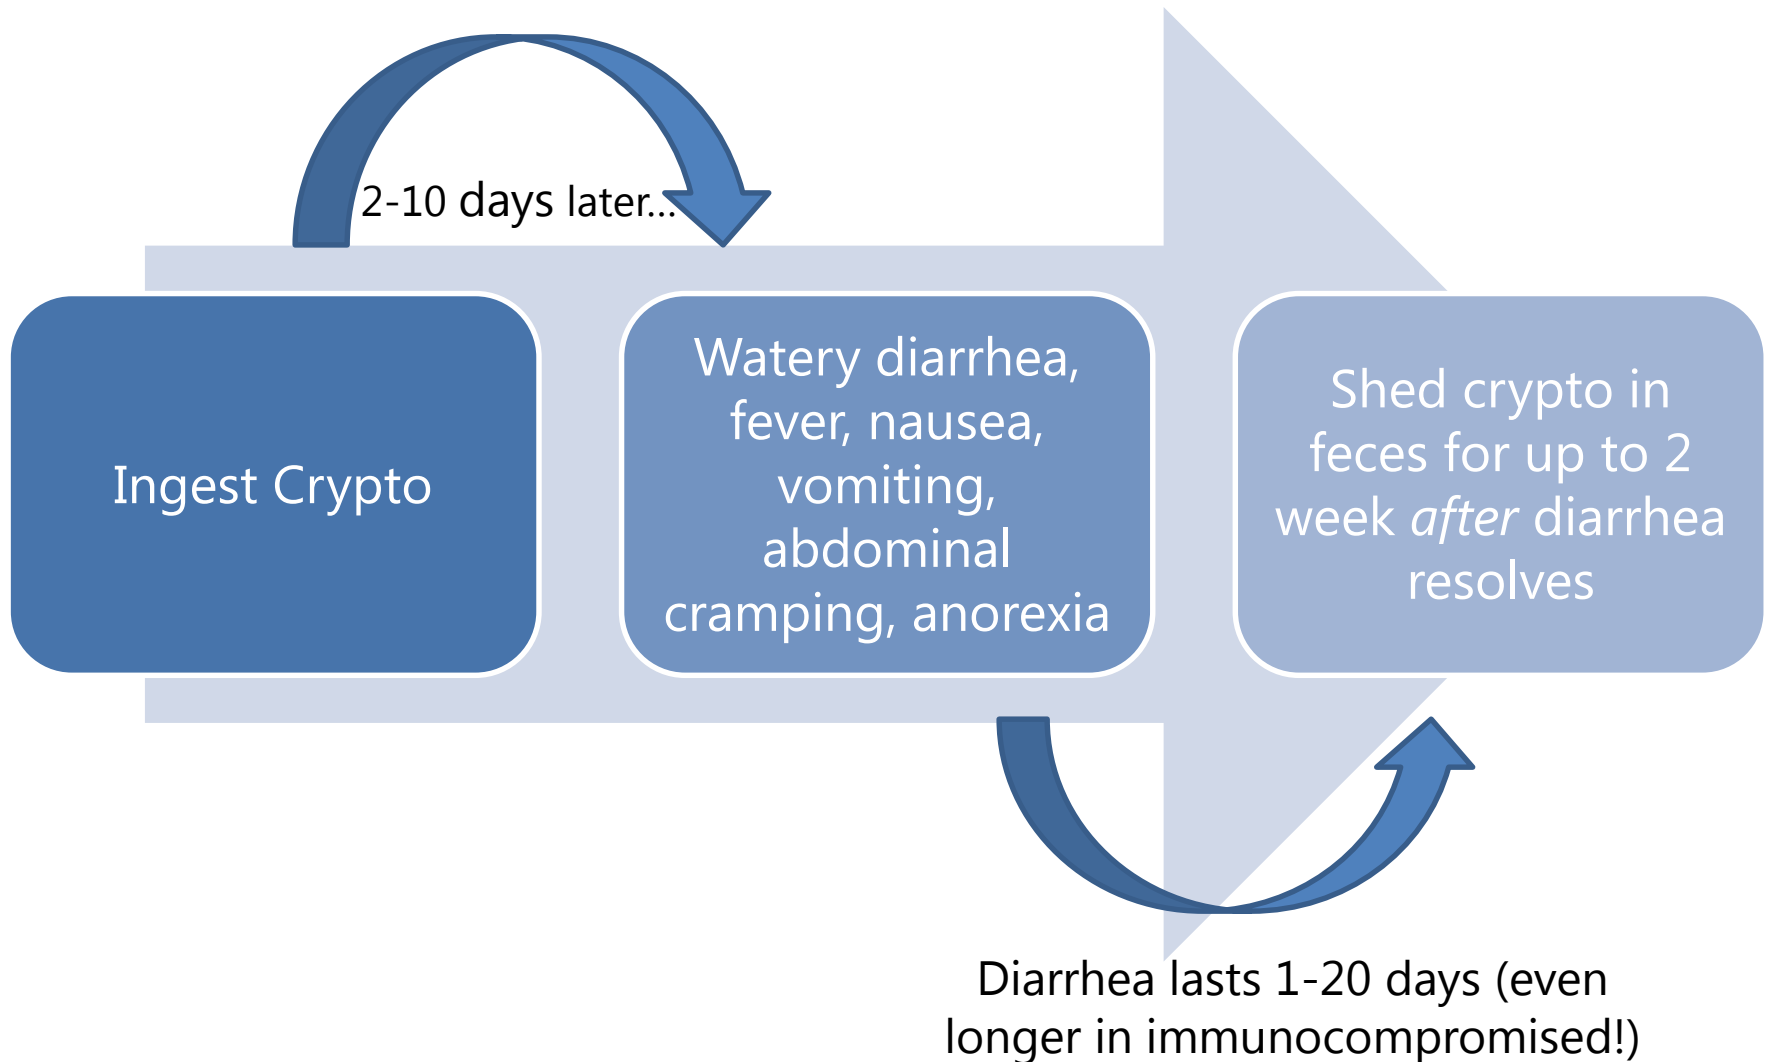 2-10 days later…
Ingest Crypto
Watery diarrhea,
fever, nausea,
vomiting,
abdominal
cramping, anorexia
Shed crypto in
feces for up to 2
week after diarrhea
resolves
Diarrhea lasts 1-20 days (even
longer in immunocompromised!)